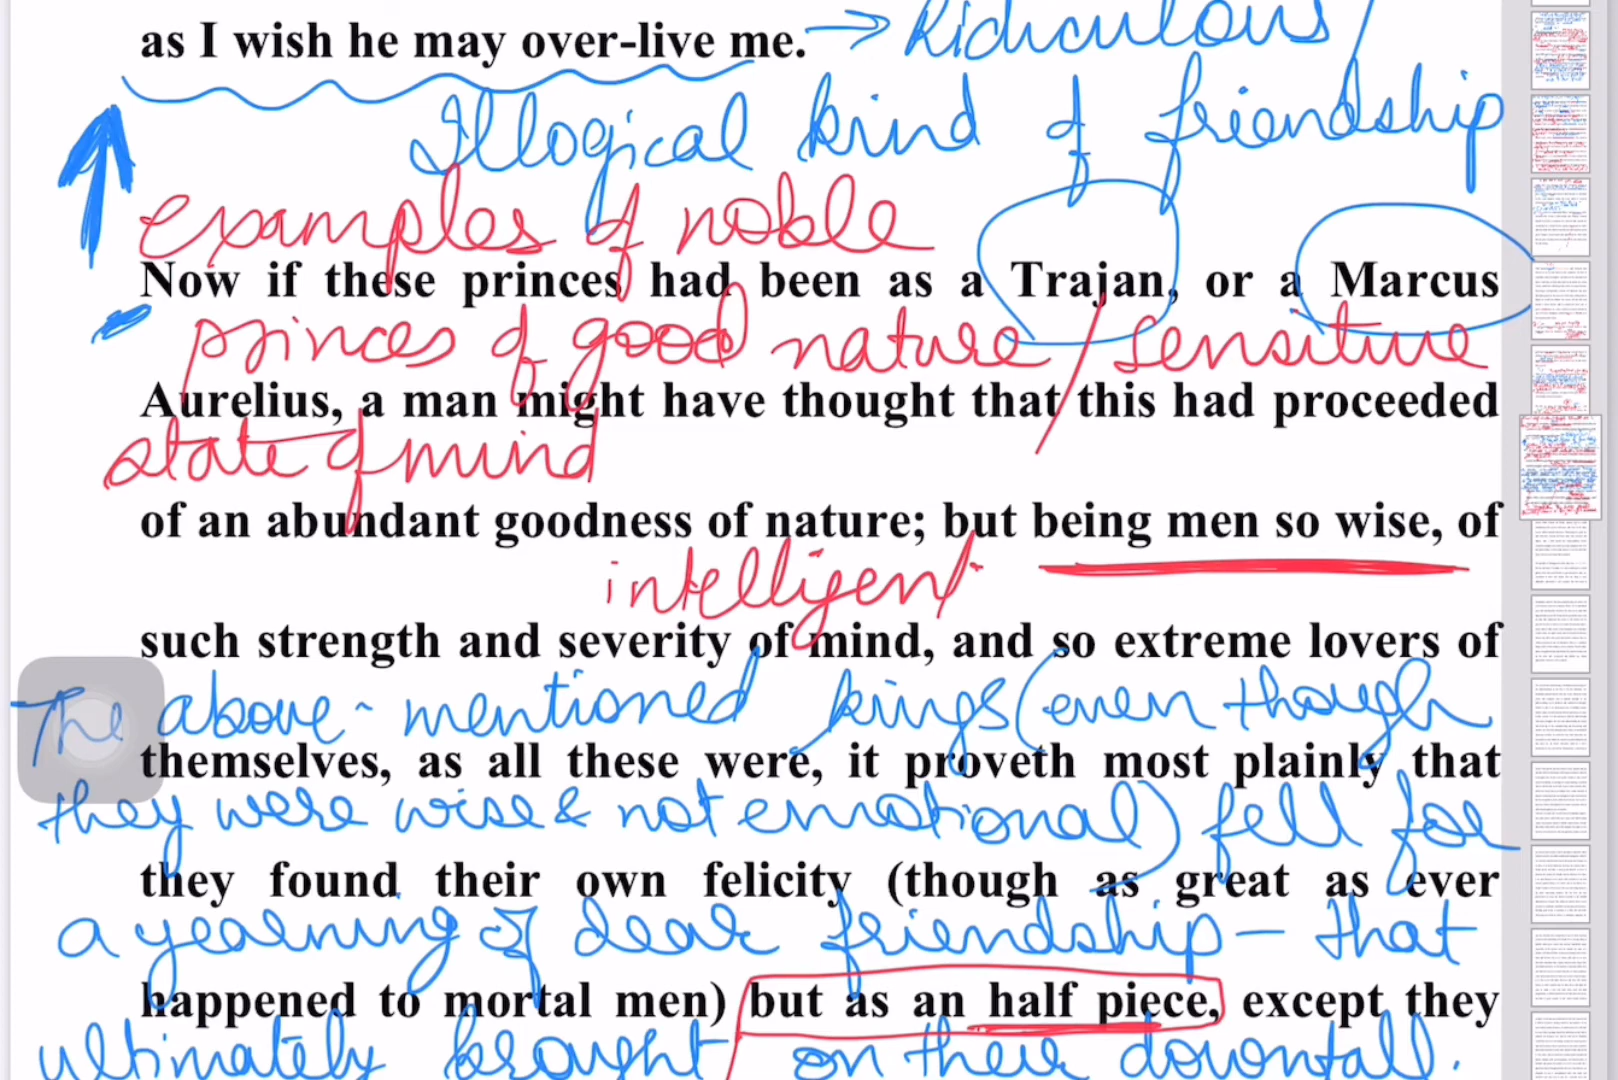 as I wish he may over-live me. → Ridiculous/
Illogical kind of friendship
examples of noble
Now if these princes had been as a Trajan, or a Marcus
princes of good nature/sensitive
Aurelius, a man might have thought that this had proceeded
state of mind
of an abundant goodness of nature; but being men so wise, of
intelligent
such strength and severity of mind, and so extreme lovers of
The above-mentioned kings (even though
themselves, as all these were, it proveth most plainly that
they were wise & not emotional) fell for
they found their own felicity (though as great as ever
a yearning of dear friendship - that
happened to mortal men) but as an half piece, except they
ultimately brought on their downfall.